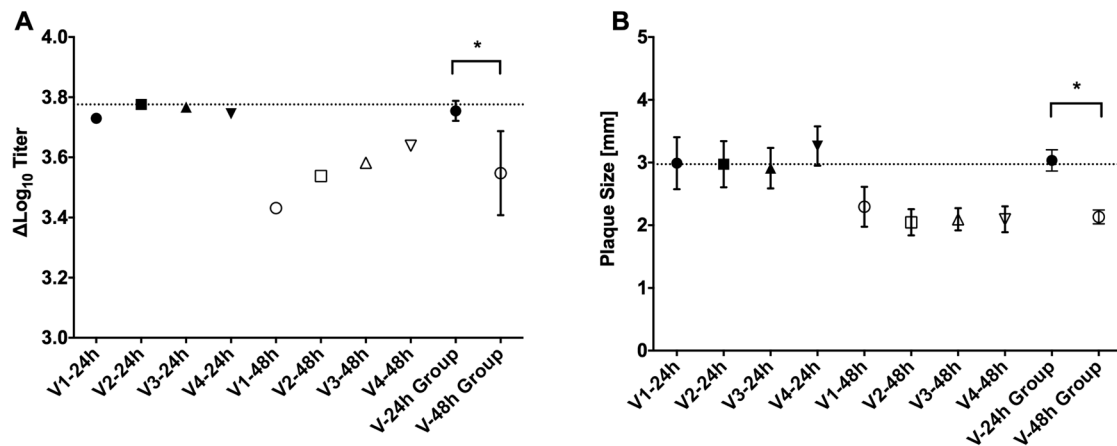 A
ΔLog10 Titer
4.0
3.8
3.6
3.4
3.2
3.0
*
V1-24h
V2-24h
V3-24h
V4-24h
V1-48h
V2-48h
V3-48h
V4-48h
V-24h Group
V-48h Group
B
Plaque Size [mm]
5
4
3
2
1
0
*
V1-24h
V2-24h
V3-24h
V4-24h
V1-48h
V2-48h
V3-48h
V4-48h
V-24h Group
V-48h Group